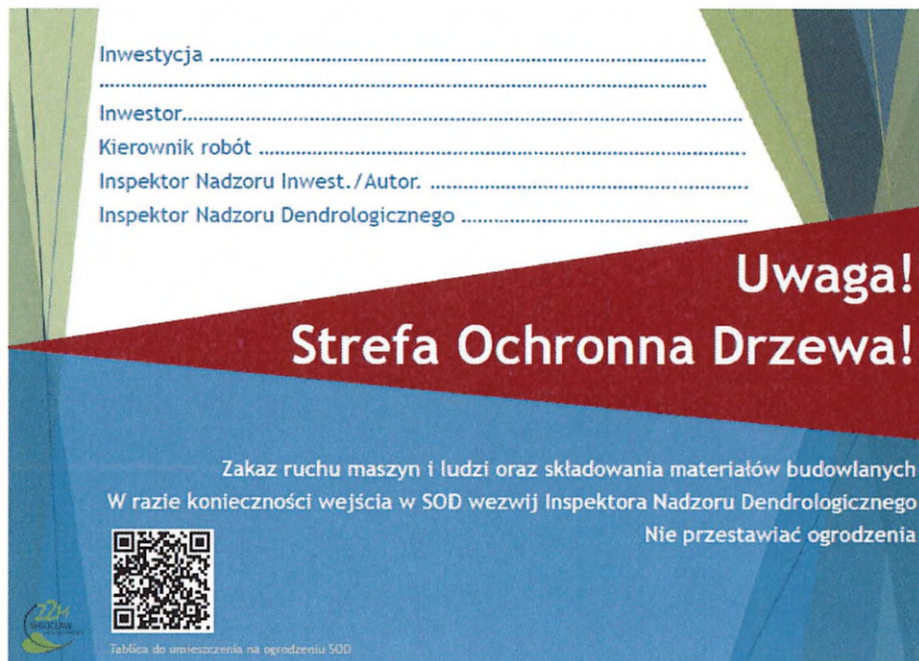 Inwestycja ................................................................
................................................................
Inwestor................................................................
Kierownik robót ................................................................
Inspektor Nadzoru Inwest./Autor. ................................................................
Inspektor Nadzoru Dendrologicznego ................................................................
Uwaga!
Strefa Ochronna Drzewa!
Zakaz ruchu maszyn i ludzi oraz składowania materiałów budowlanych
W razie konieczności wejścia w SOD wezwij Inspektora Nadzoru Dendrologicznego
Nie przestawiać ogrodzenia
WROCŁAW
Tablica do umieszczenia na ogrodzeniu SOD